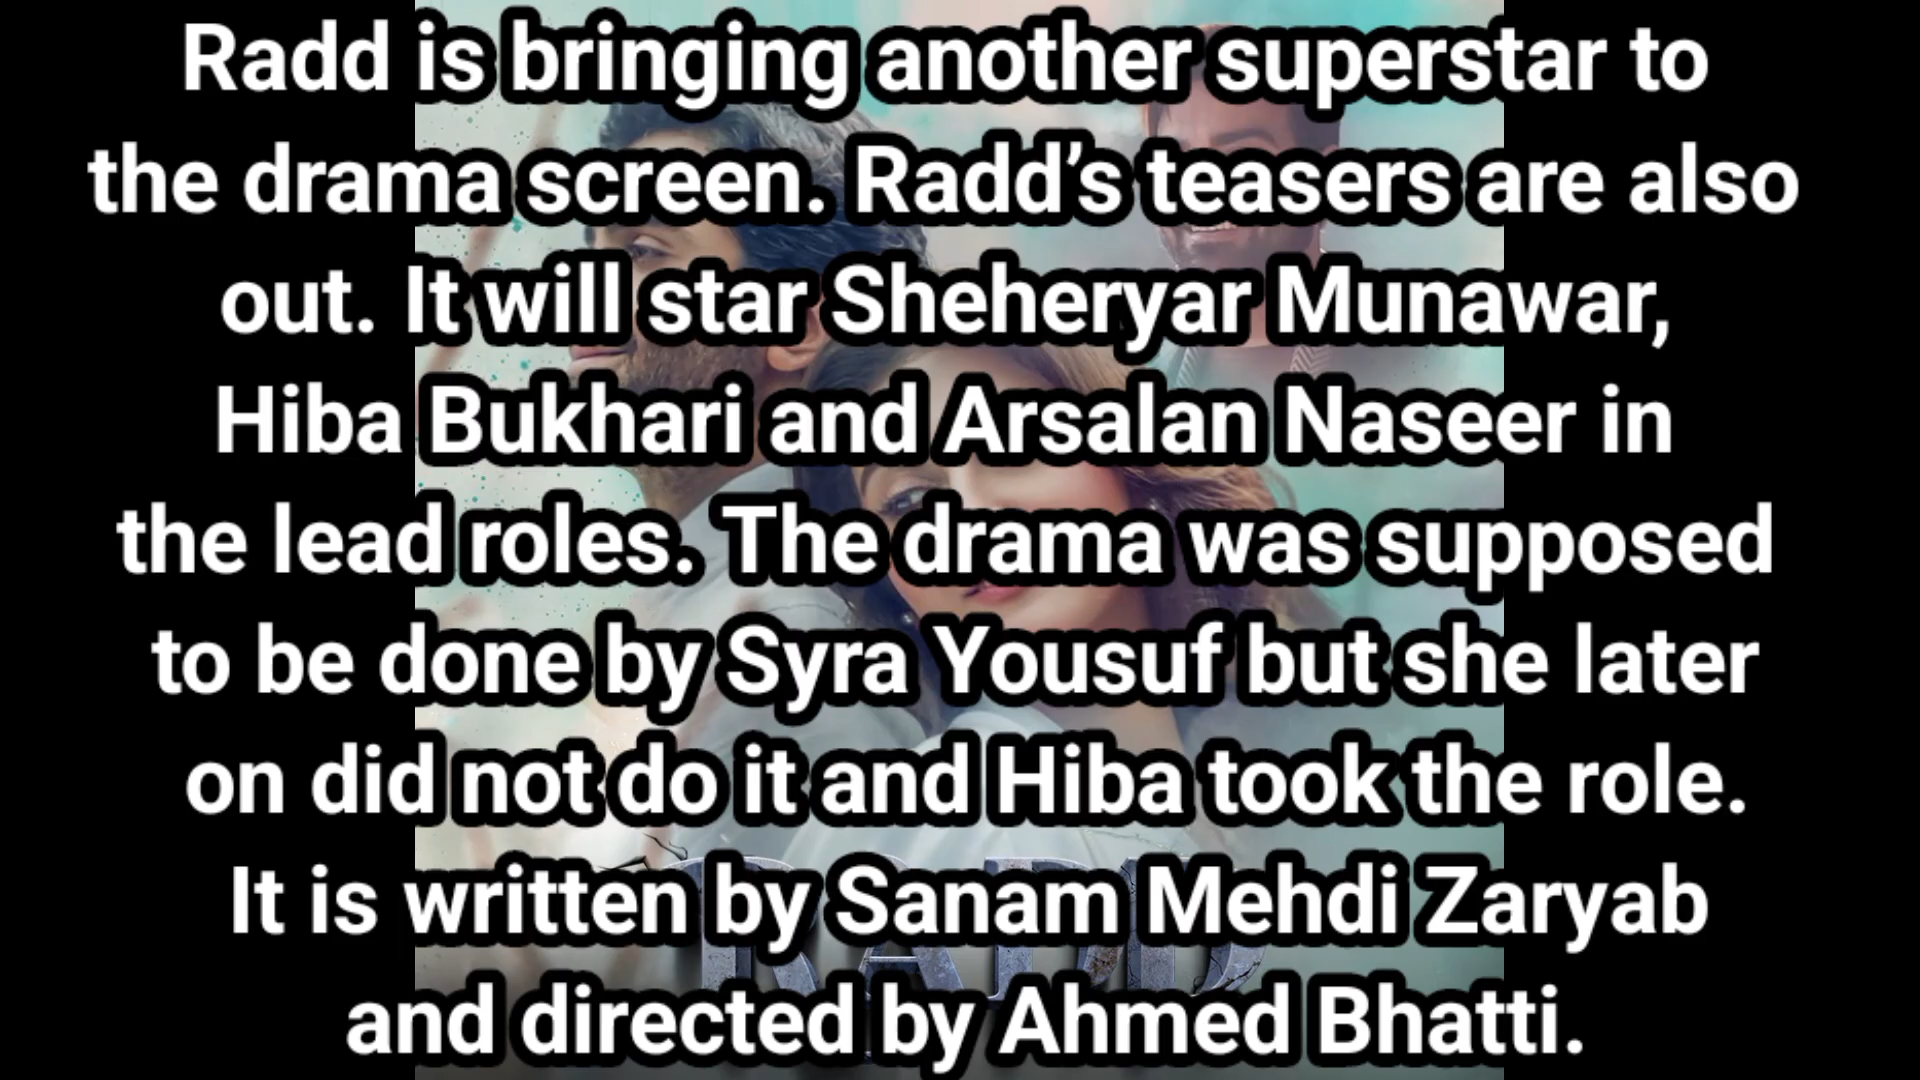 Radd is bringing another superstar to
the drama screen. Radd’s teasers are also
out. It will star Sheheryar Munawar,
Hiba Bukhari and Arsalan Naseer in
the lead roles. The drama was supposed
to be done by Syra Yousuf but she later
on did not do it and Hiba took the role.
It is written by Sanam Mehdi Zaryab
and directed by Ahmed Bhatti.
RADD